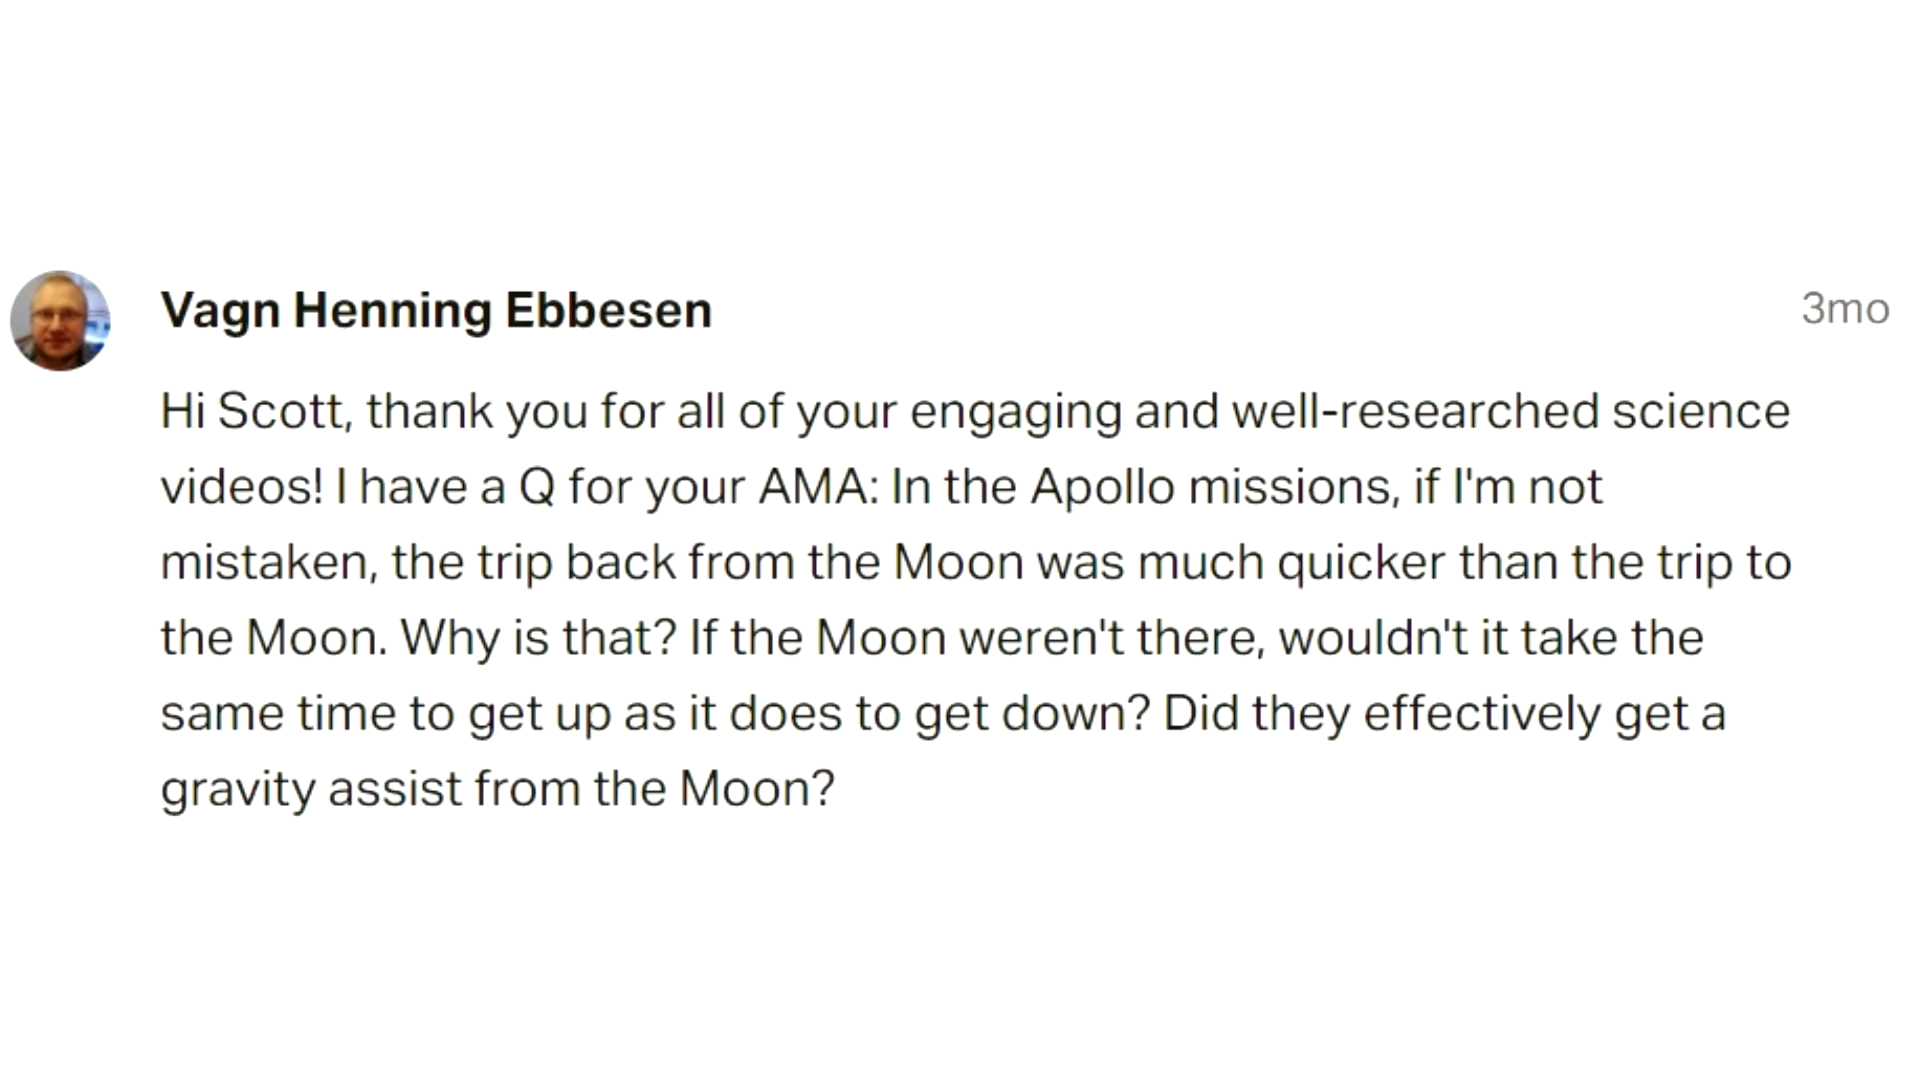 Vagn Henning Ebbesen
3mo
Hi Scott, thank you for all of your engaging and well-researched science
videos! I have a Q for your AMA: In the Apollo missions, if I'm not
mistaken, the trip back from the Moon was much quicker than the trip to
the Moon. Why is that? If the Moon weren't there, wouldn't it take the
same time to get up as it does to get down? Did they effectively get a
gravity assist from the Moon?